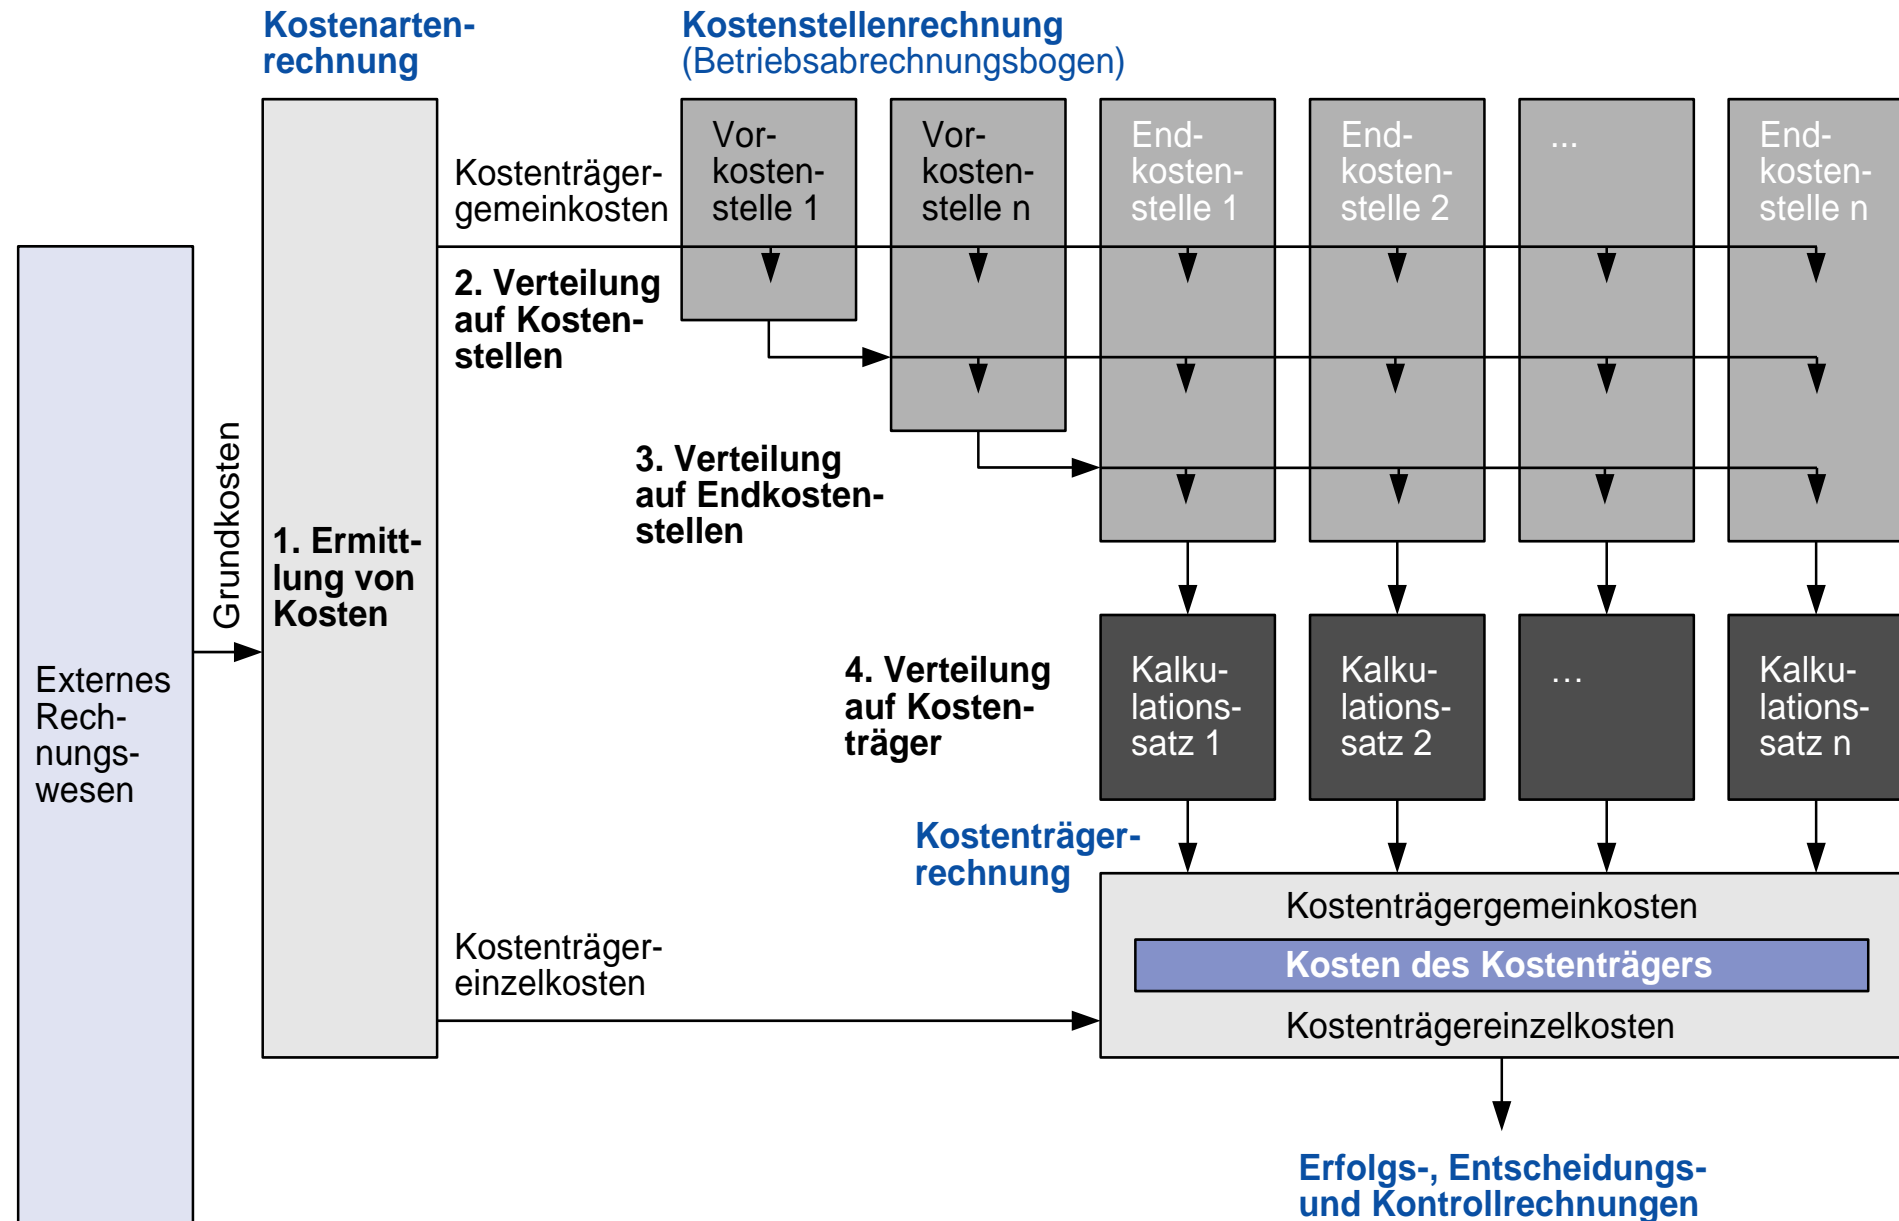 Kostenarten-
rechnung
Kostenstellenrechnung
(Betriebsabrechnungsbogen)
Vor-
kosten-
stelle 1
Vor-
kosten-
stelle n
End-
kosten-
stelle 1
End-
kosten-
stelle 2
...
End-
kosten-
stelle n
Kostenträger-
gemeinkosten
2. Verteilung
auf Kosten-
stellen
3. Verteilung
auf Endkosten-
stellen
Grundkosten
1. Ermitt-
lung von
Kosten
Externes
Rech-
nungs-
wesen
4. Verteilung
auf Kosten-
träger
Kalku-
lations-
satz 1
Kalku-
lations-
satz 2
…
Kalku-
lations-
satz n
Kostenträger-
rechnung
Kostenträgergemeinkosten
Kosten des Kostenträgers
Kostenträgereinzelkosten
Kostenträger-
einzelkosten
Erfolgs-, Entscheidungs-
und Kontrollrechnungen